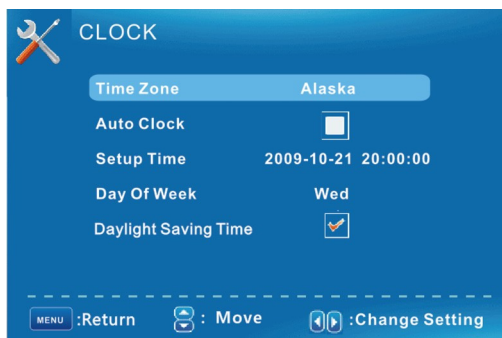 CLOCK
Time Zone Alaska
Auto Clock
Setup Time 2009-10-21 20:00:00
Day Of Week Wed
Daylight Saving Time
MENU :Return : Move :Change Setting